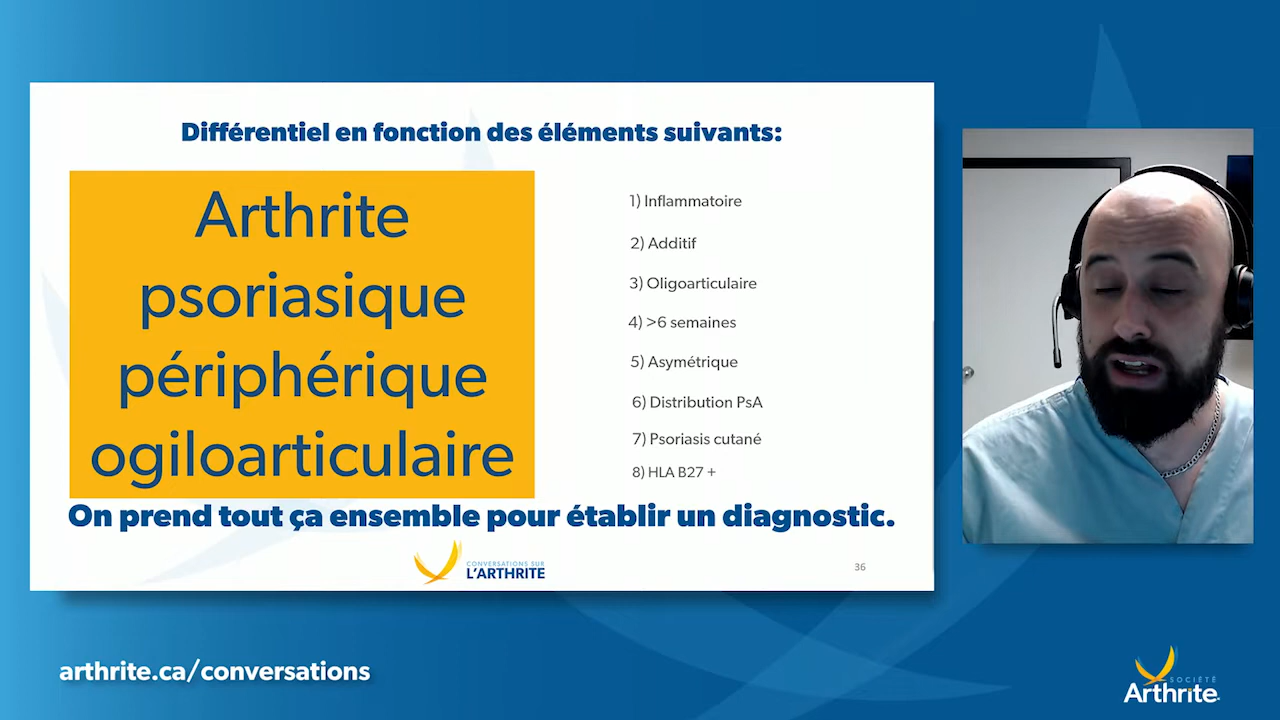 Différentiel en fonction des éléments suivants:
Arthrite
psoriasique
périphérique
ogiloarticulaire
1) Inflammatoire
2) Additif
3) Oligoarticulaire
4) >6 semaines
5) Asymétrique
6) Distribution PsA
7) Psoriasis cutané
8) HLA B27 +
On prend tout ça ensemble pour établir un diagnostic.
CONVERSATIONS SUR
L'ARTHRITE
36
arthrite.ca/conversations
SOCIÉTÉ
Arthrite